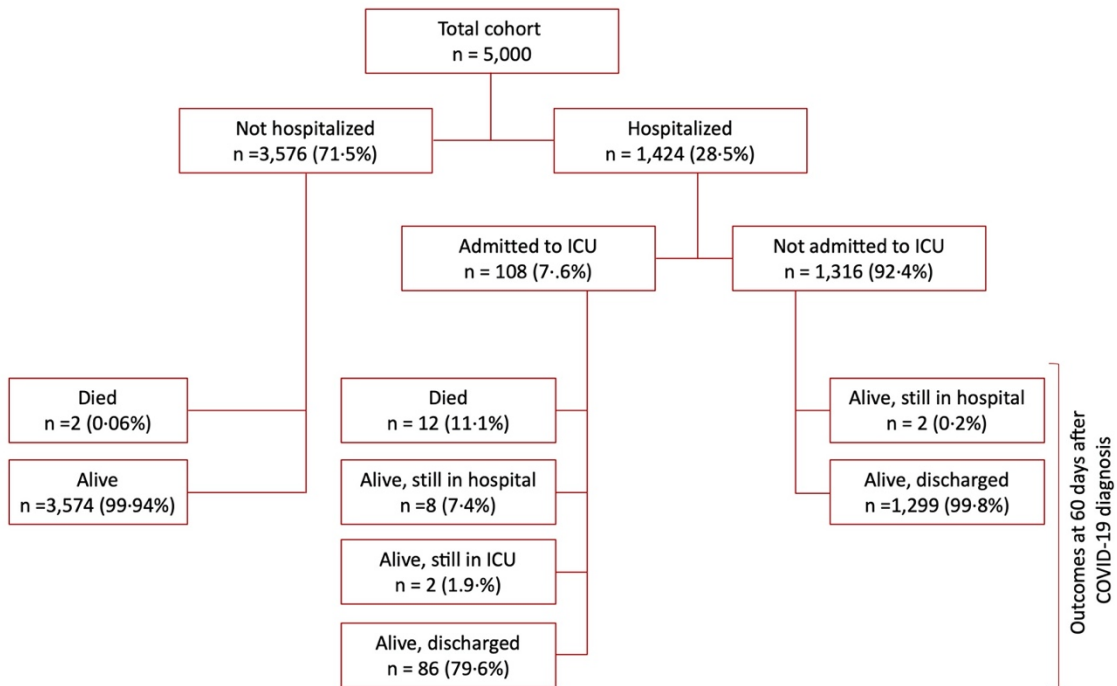 Total cohort
n = 5,000
Not hospitalized
n =3,576 (71·5%)
Hospitalized
n = 1,424 (28·5%)
Admitted to ICU
n = 108 (7·.6%)
Not admitted to ICU
n = 1,316 (92·4%)
Died
n =2 (0·06%)
Alive
n =3,574 (99·94%)
Died
n = 12 (11·1%)
Alive, still in hospital
n =8 (7·4%)
Alive, still in ICU
n = 2 (1.9·%)
Alive, discharged
n = 86 (79·6%)
Alive, still in hospital
n = 2 (0·2%)
Alive, discharged
n =1,299 (99·8%)
Outcomes at 60 days after
COVID-19 diagnosis